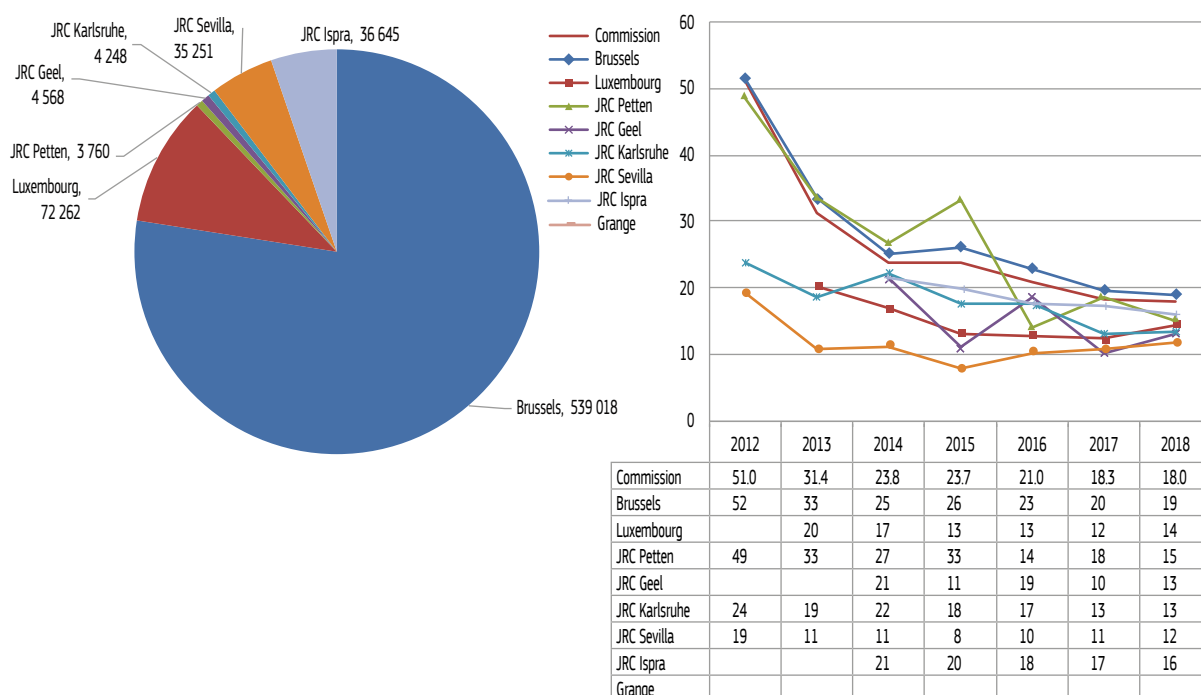 JRC Karlsruhe,
4 248
JRC Sevilla,
35 251
JRC Ispra, 36 645
JRC Geel,
4 568
JRC Petten, 3 760
Luxembourg,
72 262
Brussels, 539 018
Commission
Brussels
Luxembourg
JRC Petten
JRC Geel
JRC Karlsruhe
JRC Sevilla
JRC Ispra
Grange
60
50
40
30
20
10
0
2012 2013 2014 2015 2016 2017 2018
Commission 51.0 31.4 23.8 23.7 21.0 18.3 18.0
Brussels 52 33 25 26 23 20 19
Luxembourg 20 17 13 13 12 14
JRC Petten 49 33 27 33 14 18 15
JRC Geel 21 11 19 10 13
JRC Karlsruhe 24 19 22 18 17 13 13
JRC Sevilla 19 11 11 8 10 11 12
JRC Ispra 21 20 18 17 16
Grange